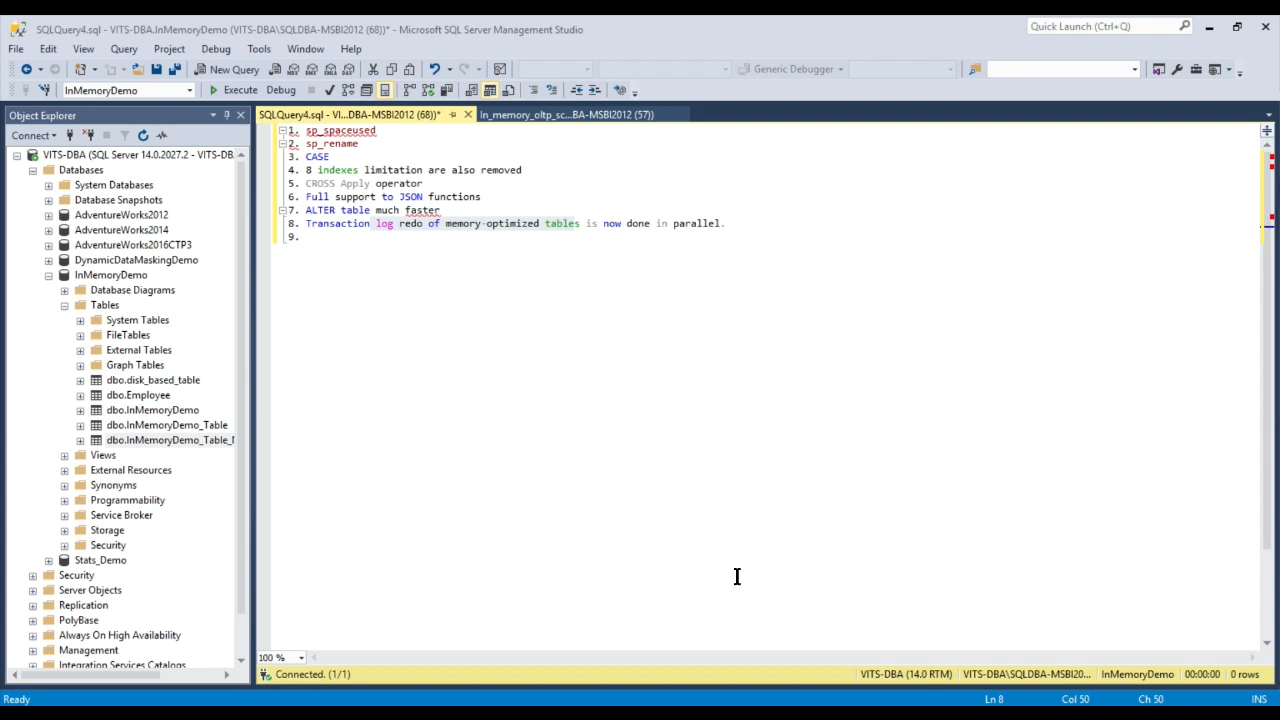 SQLQuery4.sql - VITS-DBA.InMemoryDemo (VITS-DBA\SQLDBA-MSBI2012 (68))* - Microsoft SQL Server Management Studio
Quick Launch (Ctrl+Q)
File Edit View Query Project Debug Tools Window Help
New Query MDX DMX XMLA DAX Generic Debugger
InMemoryDemo Execute Debug
Object Explorer
SQLQuery4.sql - VI...DBA-MSBI2012 (68))*
In_memory_oltp_sc...BA-MSBI2012 (57))
Connect
VITS-DBA (SQL Server 14.0.2027.2 - VITS-DB
Databases
System Databases
Database Snapshots
AdventureWorks2012
AdventureWorks2014
AdventureWorks2016CTP3
DynamicDataMaskingDemo
InMemoryDemo
Database Diagrams
Tables
System Tables
FileTables
External Tables
Graph Tables
dbo.disk_based_table
dbo.Employee
dbo.InMemoryDemo
dbo.InMemoryDemo_Table
dbo.InMemoryDemo_Table_
Views
External Resources
Synonyms
Programmability
Service Broker
Storage
Security
Stats_Demo
Security
Server Objects
Replication
PolyBase
Always On High Availability
Management
Integration Services Catalogs
1. sp_spaceused
2. sp_rename
3. CASE
4. 8 indexes limitation are also removed
5. CROSS Apply operator
6. Full support to JSON functions
7. ALTER table much faster
8. Transaction log redo of memory-optimized tables is now done in parallel.
9.
100 %
Connected. (1/1)
VITS-DBA (14.0 RTM) VITS-DBA\SQLDBA-MSBI20... InMemoryDemo 00:00:00 0 rows
Ready Ln 8 Col 50 Ch 50 INS